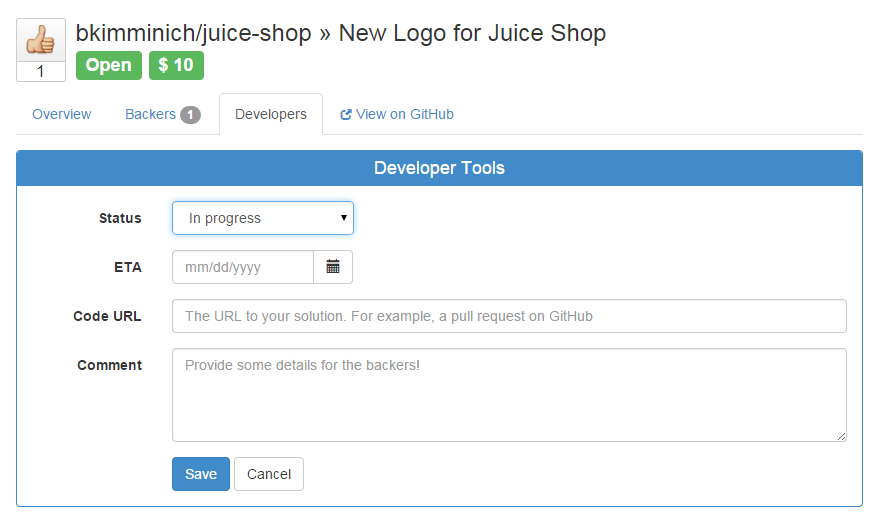 bkimminich/juice-shop » New Logo for Juice Shop
1
Open $ 10
Overview Backers 1 Developers View on GitHub
Developer Tools
Status In progress
ETA mm/dd/yyyy
Code URL The URL to your solution. For example, a pull request on GitHub
Comment Provide some details for the backers!
Save Cancel